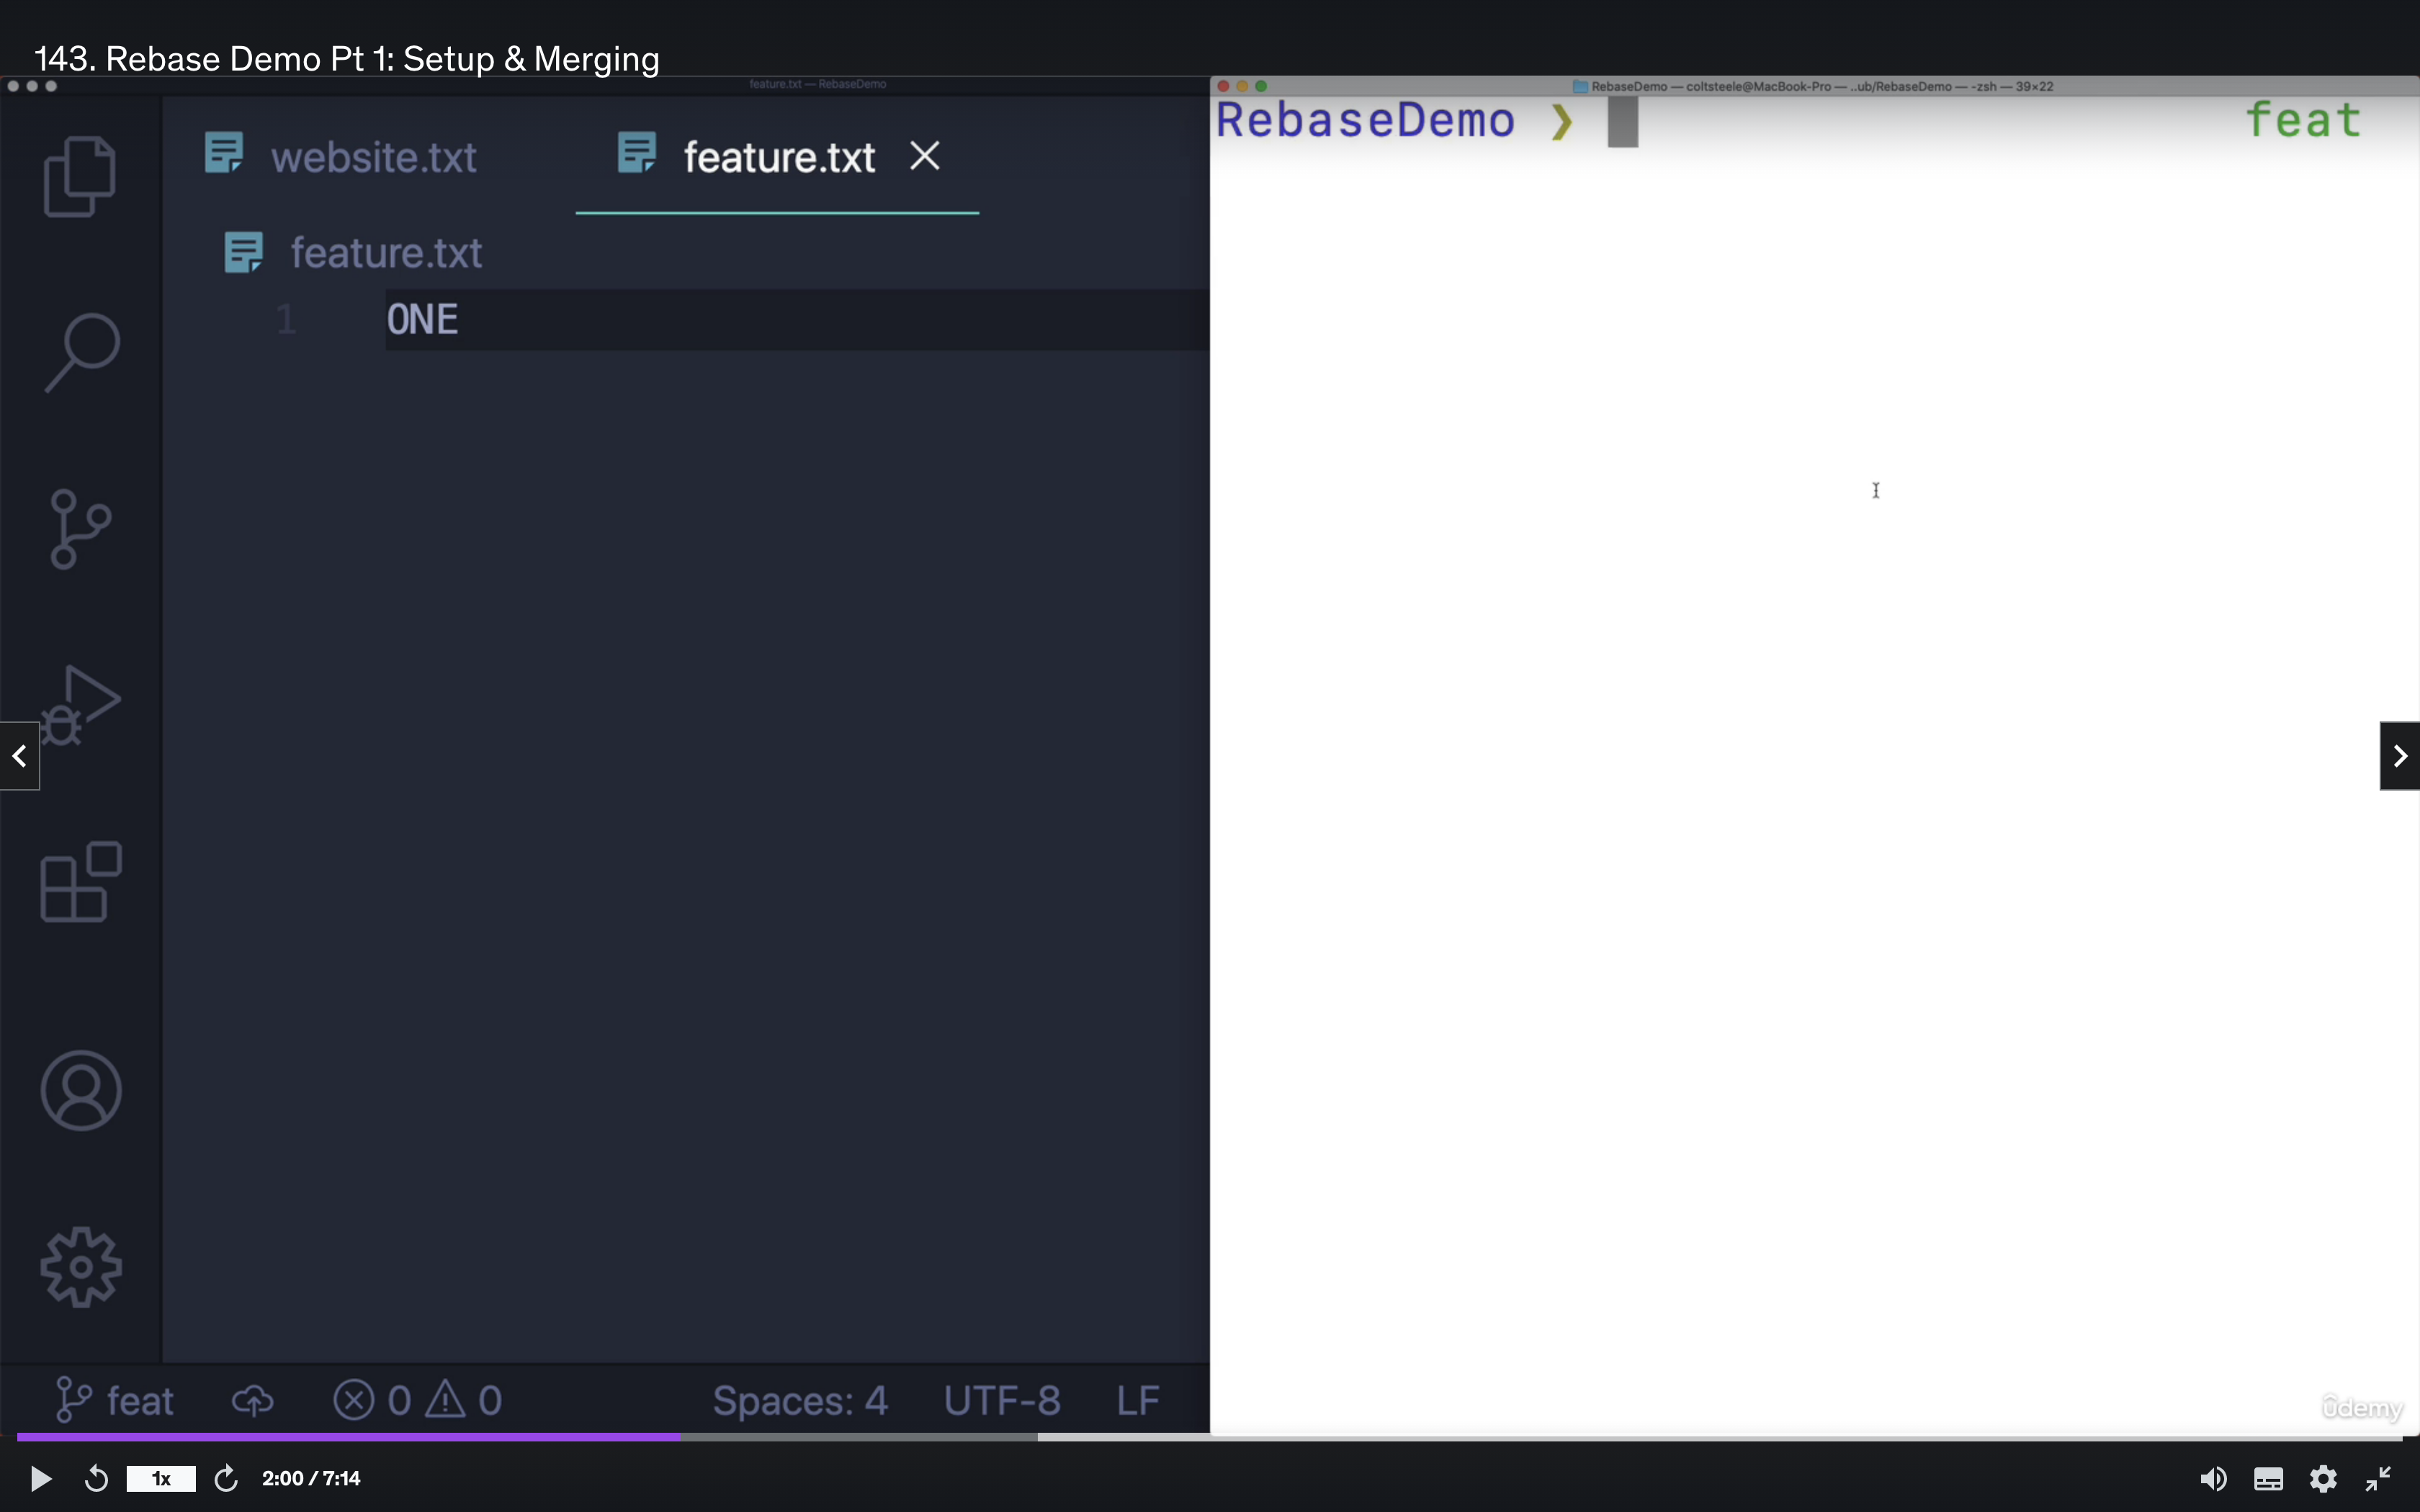 143. Rebase Demo Pt 1: Setup & Merging
feature.txt — RebaseDemo
website.txt
feature.txt
feature.txt
1 ONE
feat
0
0
Spaces: 4
UTF-8
LF
RebaseDemo — coltsteele@MacBook-Pro — ..ub/RebaseDemo — -zsh — 39×22
RebaseDemo ❯
feat
ûdemy
1x
2:00 / 7:14